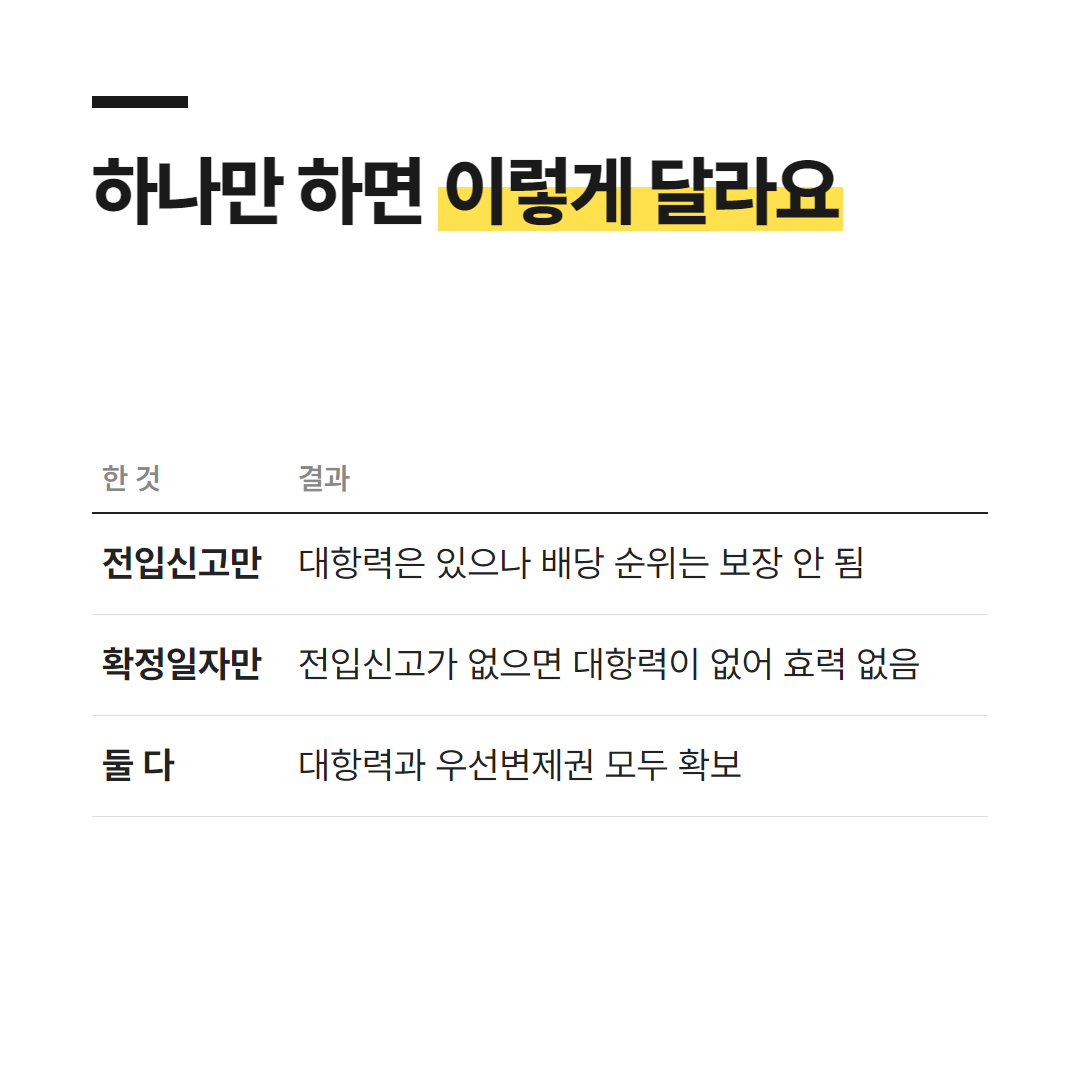 하나만 하면 이렇게 달라요
한 것 결과
전입신고만 대항력은 있으나 배당 순위는 보장 안 됨
확정일자만 전입신고가 없으면 대항력이 없어 효력 없음
둘 다 대항력과 우선변제권 모두 확보